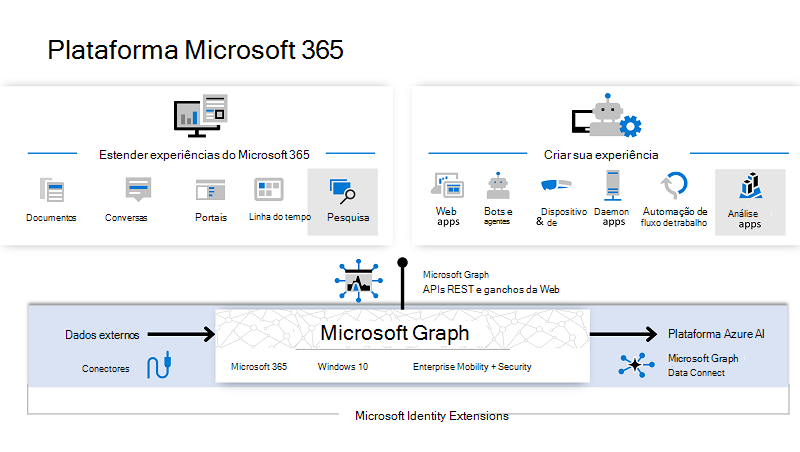 Plataforma Microsoft 365
Estender experiências do Microsoft 365
Documentos
Conversas
Portais
Linha do tempo
Pesquisa
Criar sua experiência
Web
apps
Bots e
agentes
Dispositivo
& de
Daemon
apps
Automação de
fluxo de trabalho
Análise
apps
Microsoft Graph
APIs REST e ganchos da Web
Dados externos
Conectores
Microsoft Graph
Microsoft 365
Windows 10
Enterprise Mobility + Security
Plataforma Azure AI
Microsoft Graph
Data Connect
Microsoft Identity Extensions